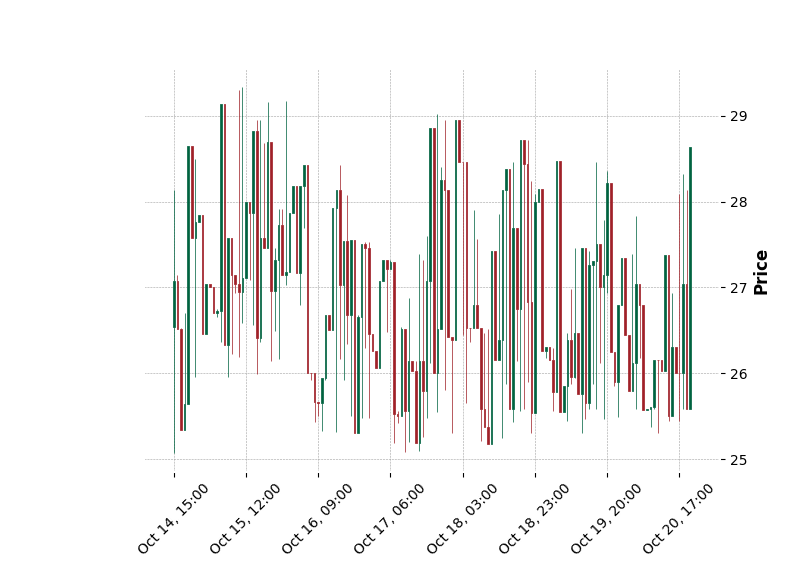 29
28
27
26
25
Price
Oct 14, 15:00
Oct 15, 12:00
Oct 16, 09:00
Oct 17, 06:00
Oct 18, 03:00
Oct 18, 23:00
Oct 19, 20:00
Oct 20, 17:00